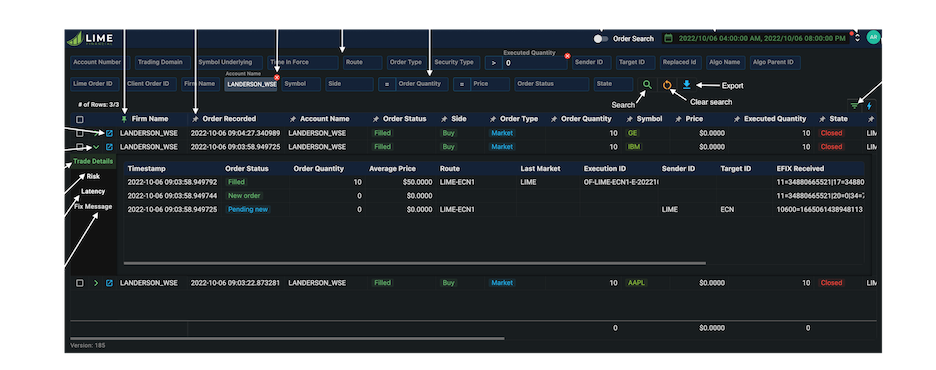 LIME
FINANCIAL
Order Search
2022/10/06 04:00:00 AM, 2022/10/06 08:00:00 PM
AR
Executed Quantity
Account Number Trading Domain Symbol Underlying Time In Force Route Order Type Security Type > 0 Sender ID Target ID Replaced Id Algo Name Algo Parent ID
Account Name
Lime Order ID Client Order ID Firm Name LANDERSON_WSE Symbol Side = Order Quantity = Price Order Status State
Export
Search
Clear search
# of Rows: 3/3
Firm Name Order Recorded Account Name Order Status Side Order Type Order Quantity Symbol Price Executed Quantity State
LANDERSON_WSE 2022-10-06 09:04:27.340989 LANDERSON_WSE Filled Buy Market 10 GE $0.0000 10 Closed LIM
LANDERSON_WSE 2022-10-06 09:03:58.949725 LANDERSON_WSE Filled Buy Market 10 IBM $0.0000 10 Closed LIM
Trade Details
Risk
Latency
Fix Message
Timestamp Order Status Order Quantity Average Price Route Last Market Execution ID Sender ID Target ID EFIX Received
2022-10-06 09:03:58.949792 Filled 10 $50.0000 LIME-ECN1 LIME OF-LIME-ECN1-E-20221 11=34880665521|17=34880
2022-10-06 09:03:58.949744 New order 0 $0.0000 11=34880665521|20=0|34=
2022-10-06 09:03:58.949725 Pending new 0 $0.0000 LIME-ECN1 LIME ECN 10600=1665061438948113
LANDERSON_WSE 2022-10-06 09:03:22.873281 LANDERSON_WSE Filled Buy Market 10 AAPL $0.0000 10 Closed LIM
0 $0.0000 0
Version: 185